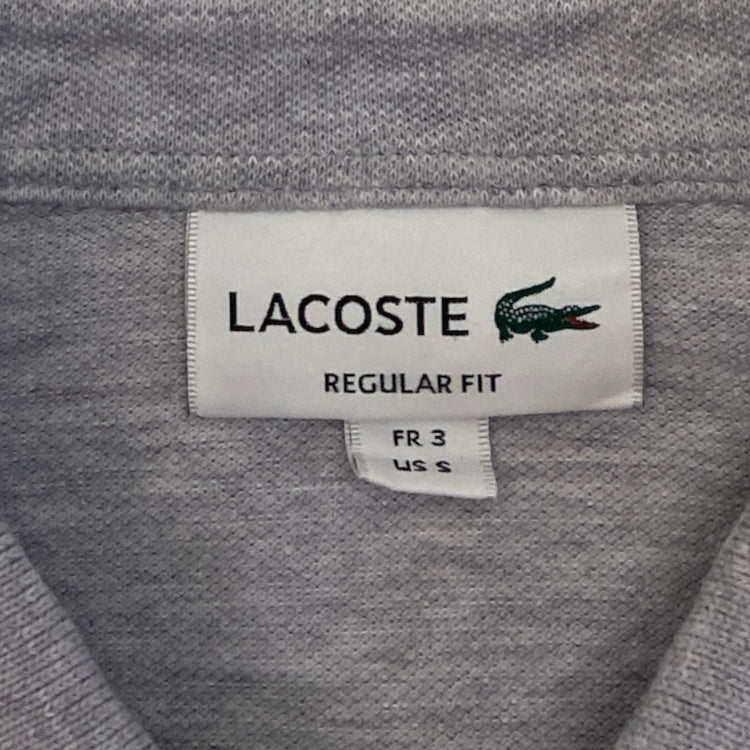 LACOSTE
REGULAR FIT
FR 3
US S